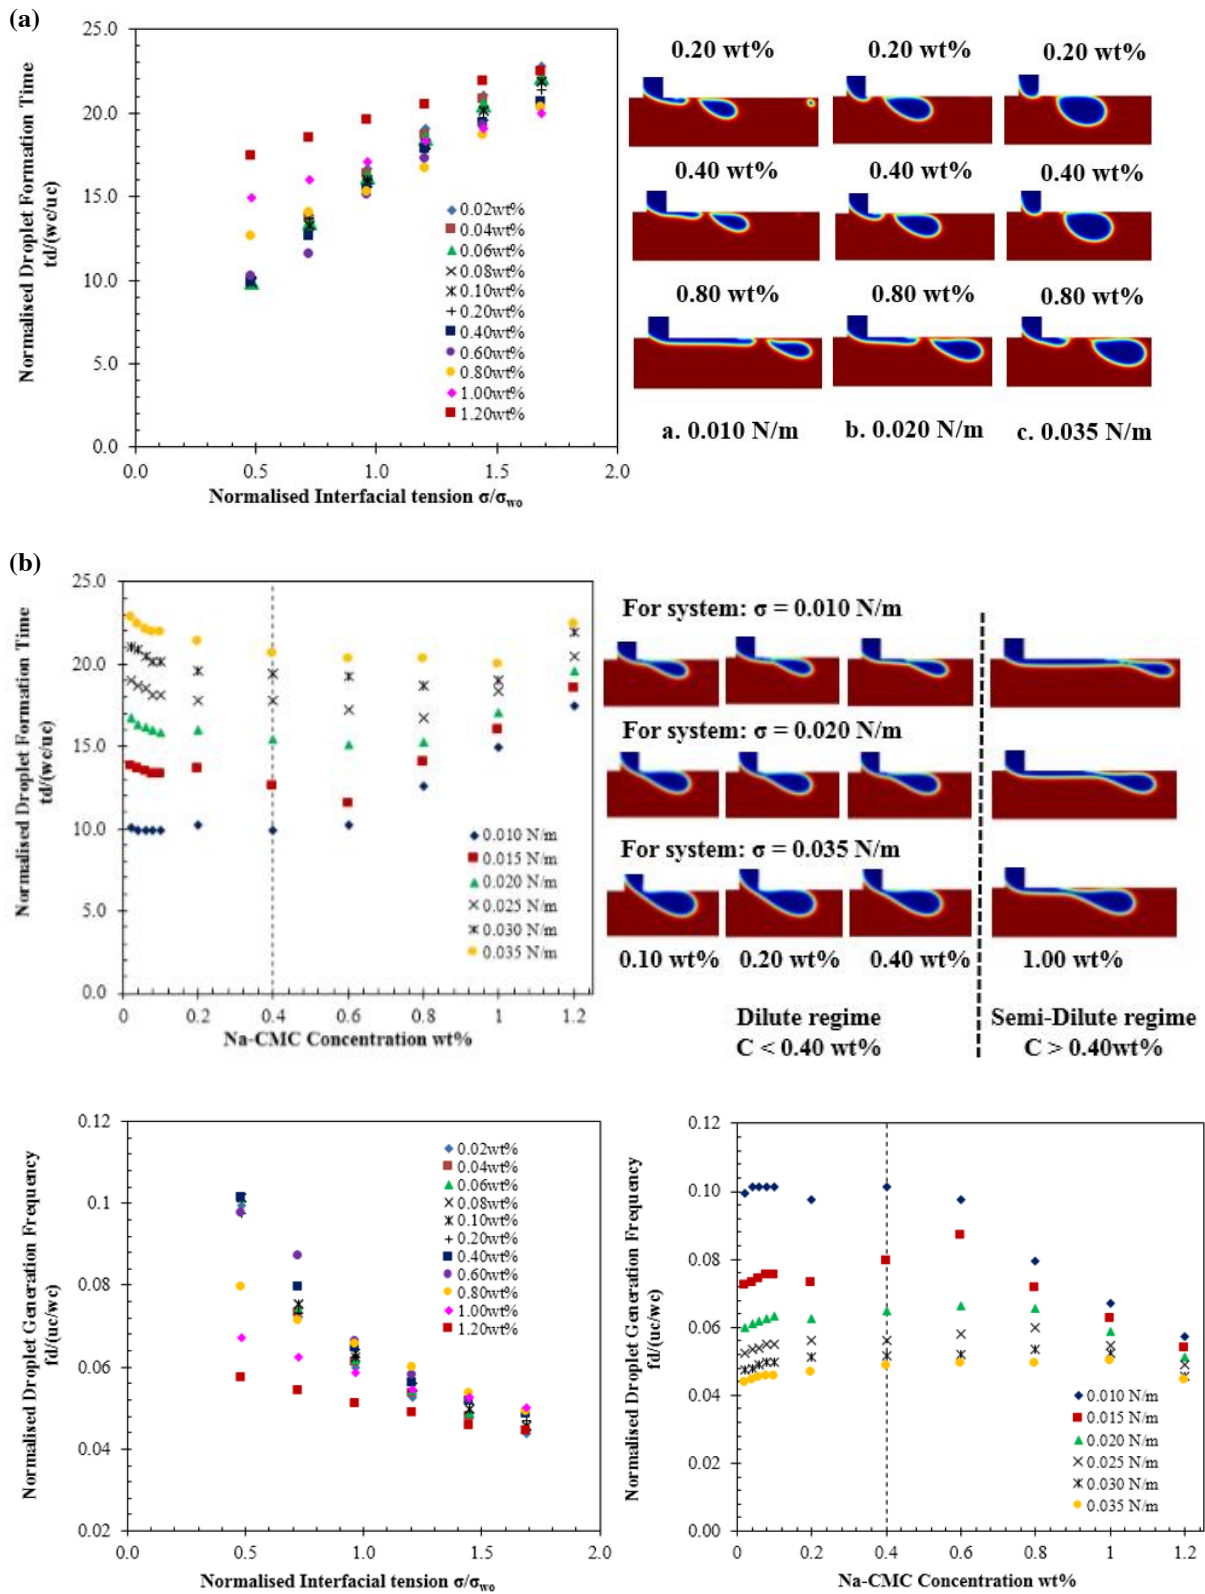 (a)
25.0
20.0
15.0
10.0
5.0
0.0
Normalised Droplet Formation Time
td/(wc/uc)
0.02wt%
0.04wt%
0.06wt%
0.08wt%
0.10wt%
0.20wt%
0.40wt%
0.60wt%
0.80wt%
1.00wt%
1.20wt%
0.0 0.5 1.0 1.5 2.0
Normalised Interfacial tension σ/σwo
0.20 wt% 0.20 wt% 0.20 wt%
0.40 wt% 0.40 wt% 0.40 wt%
0.80 wt% 0.80 wt% 0.80 wt%
a. 0.010 N/m b. 0.020 N/m c. 0.035 N/m
(b)
25.0
20.0
15.0
10.0
5.0
0.0
Normalised Droplet Formation Time
td/(wc/uc)
0.010 N/m
0.015 N/m
0.020 N/m
0.025 N/m
0.030 N/m
0.035 N/m
0 0.2 0.4 0.6 0.8 1 1.2
Na-CMC Concentration wt%
For system: σ = 0.010 N/m
For system: σ = 0.020 N/m
For system: σ = 0.035 N/m
0.10 wt% 0.20 wt% 0.40 wt% 1.00 wt%
Dilute regime
C < 0.40 wt%
Semi-Dilute regime
C > 0.40wt%
0.12
0.1
0.08
0.06
0.04
0.02
Normalised Droplet Generation Frequency
fd/(uc/wc)
0.02wt%
0.04wt%
0.06wt%
0.08wt%
0.10wt%
0.20wt%
0.40wt%
0.60wt%
0.80wt%
1.00wt%
1.20wt%
0.0 0.5 1.0 1.5 2.0
Normalised Interfacial tension σ/σwo
0.12
0.10
0.08
0.06
0.04
0.02
0.00
Normalised Droplet Generation Frequency
fd/(uc/wc)
0.010 N/m
0.015 N/m
0.020 N/m
0.025 N/m
0.030 N/m
0.035 N/m
0 0.2 0.4 0.6 0.8 1 1.2
Na-CMC Concentration wt%